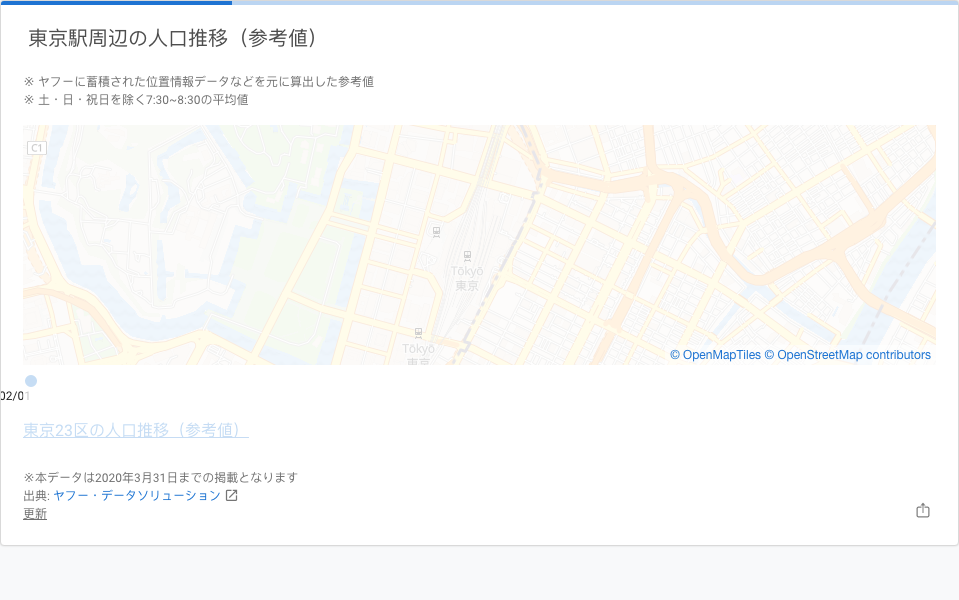 東京駅周辺の人口推移（参考値）
※ ヤフーに蓄積された位置情報データなどを元に算出した参考値
※ 土・日・祝日を除く7:30~8:30の平均値
C1
Tōkyō
東京
Tōkyō
東京
© OpenMapTiles © OpenStreetMap contributors
02/01
東京23区の人口推移（参考値）
※本データは2020年3月31日までの掲載となります
出典: ヤフー・データソリューション
更新